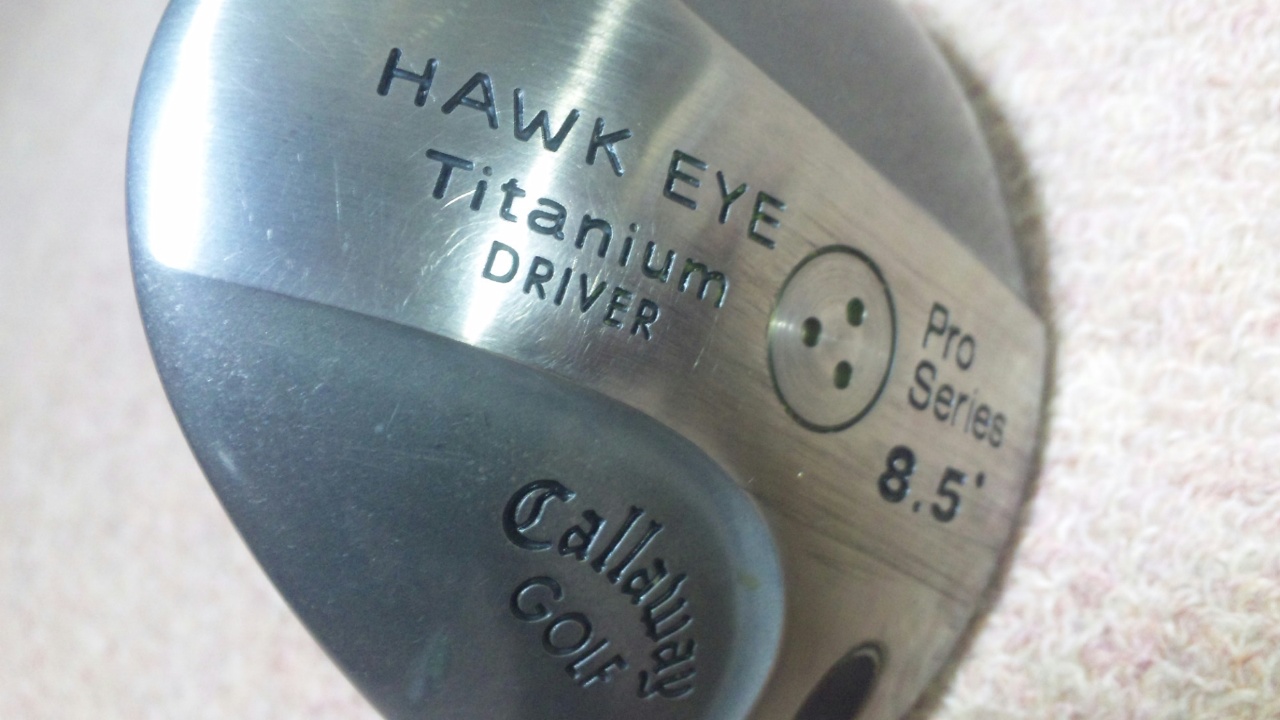 HAWK EYE
Titanium
DRIVER
Pro
Series
8.5°
Callaway
GOLF